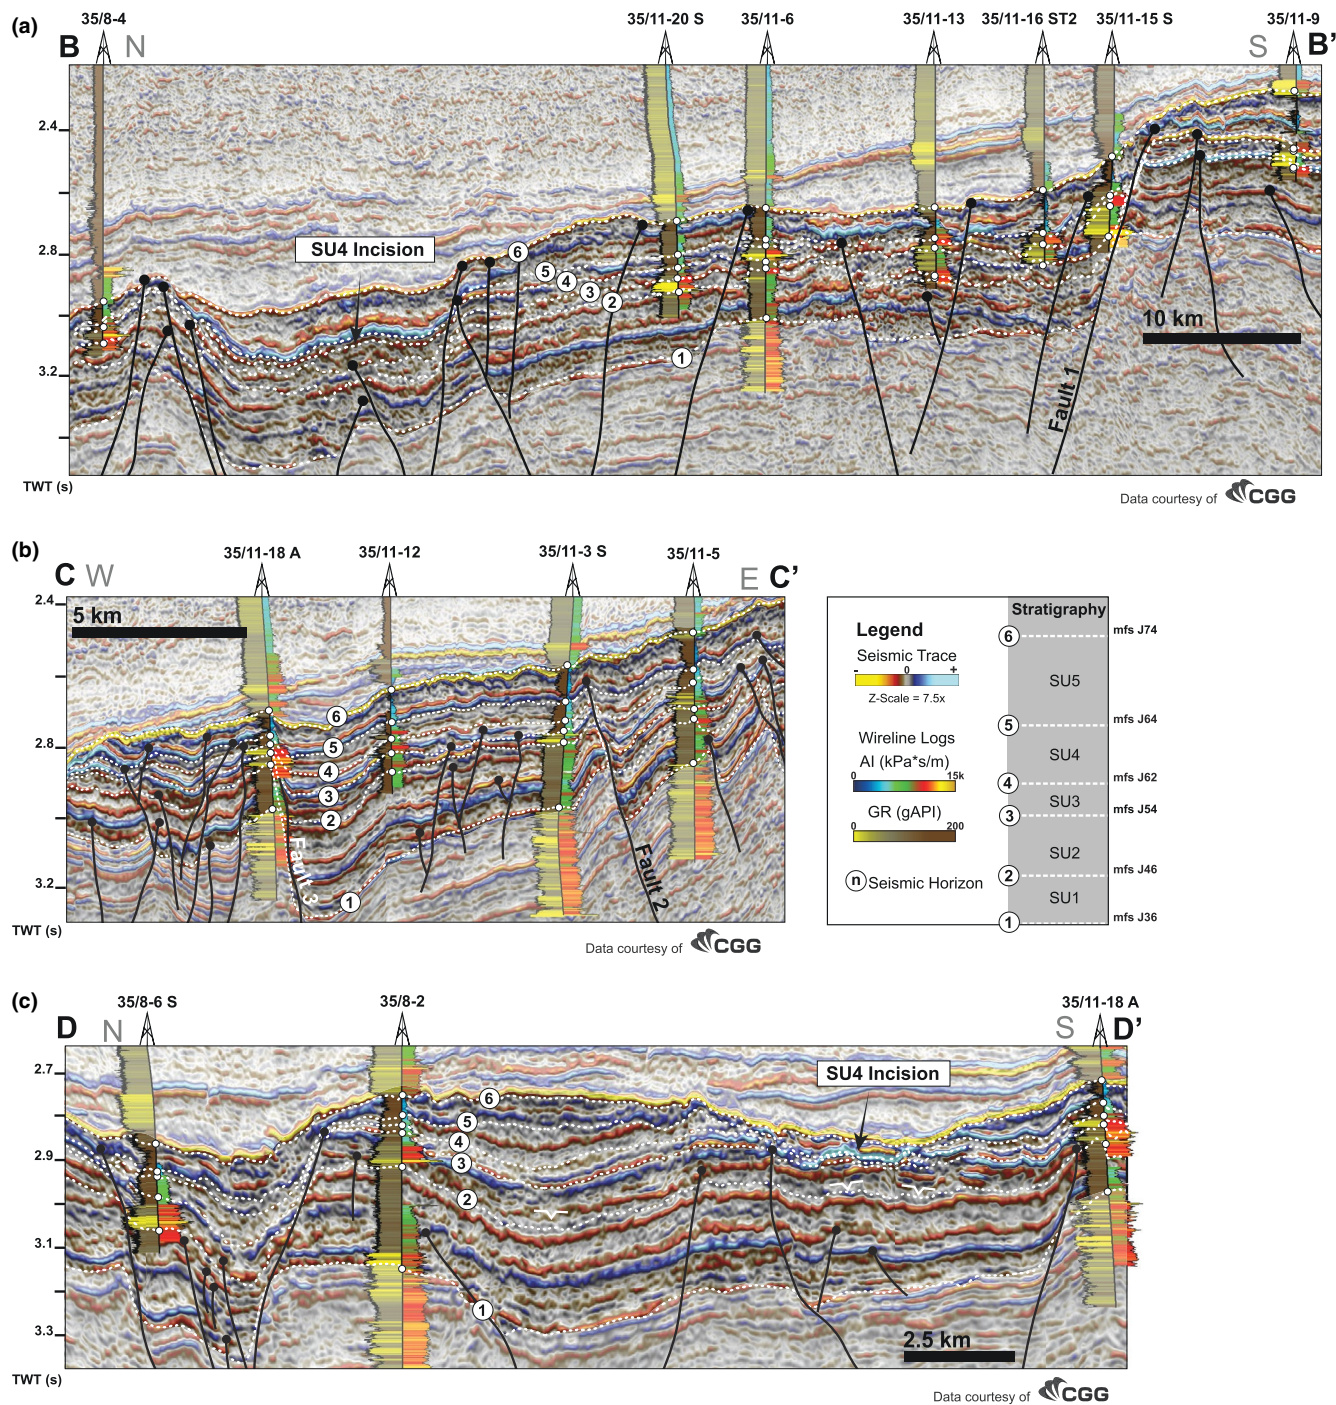 (a)
35/8-4
35/11-20 S
35/11-6
35/11-13
35/11-16 ST2
35/11-15 S
35/11-9
B N
S B'
2.4
2.8
3.2
SU4 Incision
6
5
4
3
2
1
10 km
Fault 1
TWT (s)
Data courtesy of CGG
(b)
35/11-18 A
35/11-12
35/11-3 S
35/11-5
C W
E C'
2.4
5 km
2.8
3.2
6
5
4
3
2
1
Fault 3
Fault 2
TWT (s)
Data courtesy of CGG
Legend
Seismic Trace
- 0 +
Z-Scale = 7.5x
Wireline Logs
AI (kPa*s/m)
0 15k
GR (gAPI)
0 200
n Seismic Horizon
Stratigraphy
6 mfs J74
SU5
5 mfs J64
SU4
4 mfs J62
SU3
3 mfs J54
SU2
2 mfs J46
SU1
1 mfs J36
(c)
35/8-6 S
35/8-2
35/11-18 A
D N
S D'
2.7
2.9
3.1
3.3
SU4 Incision
6
5
4
3
2
1
2.5 km
TWT (s)
Data courtesy of CGG